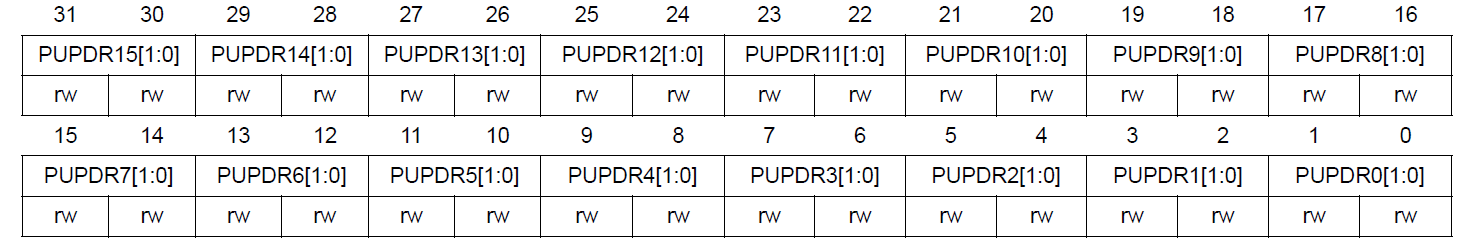 31 30 29 28 27 26 25 24 23 22 21 20 19 18 17 16
PUPDR15[1:0] PUPDR14[1:0] PUPDR13[1:0] PUPDR12[1:0] PUPDR11[1:0] PUPDR10[1:0] PUPDR9[1:0] PUPDR8[1:0]
rw rw rw rw rw rw rw rw rw rw rw rw rw rw rw rw
15 14 13 12 11 10 9 8 7 6 5 4 3 2 1 0
PUPDR7[1:0] PUPDR6[1:0] PUPDR5[1:0] PUPDR4[1:0] PUPDR3[1:0] PUPDR2[1:0] PUPDR1[1:0] PUPDR0[1:0]
rw rw rw rw rw rw rw rw rw rw rw rw rw rw rw rw